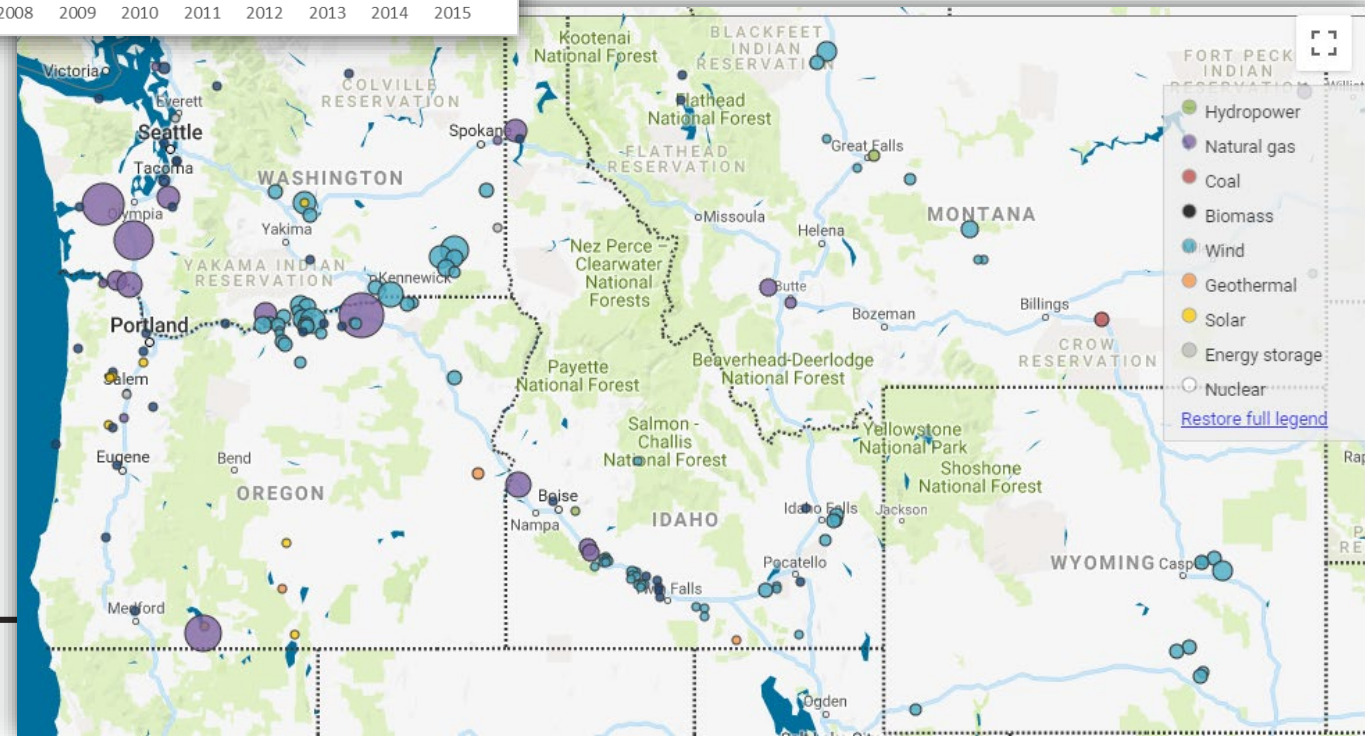 2008 2009 2010 2011 2012 2013 2014 2015
Kootenai
National Forest
BLACKFEET
INDIAN
RESERVATION
FORT PECK
INDIAN
RESERVATION
Victoria
Everett
COLVILLE
RESERVATION
Flathead
National Forest
Hydropower
Seattle
Spokane
Natural gas
Tacoma
FLATHEAD
RESERVATION
Great Falls
WASHINGTON
Coal
Olympia
Missoula
MONTANA
Biomass
Yakima
Helena
Wind
YAKAMA INDIAN
RESERVATION
Nez Perce –
Clearwater
National
Forests
Kennewick
Butte
Geothermal
Billings
Bozeman
Solar
Portland
CROW
RESERVATION
Energy storage
Payette
National Forest
Beaverhead-Deerlodge
National Forest
Salem
Nuclear
Restore full legend
Salmon -
Challis
National Forest
Yellowstone
National Park
Eugene
Bend
Shoshone
National Forest
OREGON
Boise
Nampa
IDAHO
Idaho Falls
Jackson
WYOMING
Casp
Pocatello
Twin Falls
Medford
Ogden